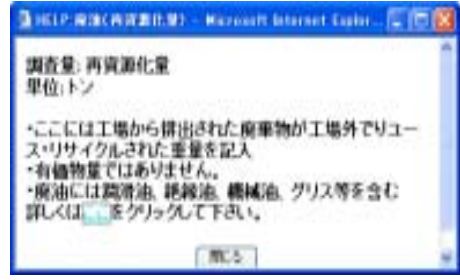 HELP-廃油(再資源化量) - Microsoft Internet Explor...
調査量: 再資源化量
単位:トン
・ここには工場から排出された廃棄物が工場外でリユー
ス・リサイクルされた重量を記入
・有価物量ではありません。
・廃油には潤滑油、絶縁油、機械油、グリス等を含む
詳しくは をクリックして下さい。
閉じる